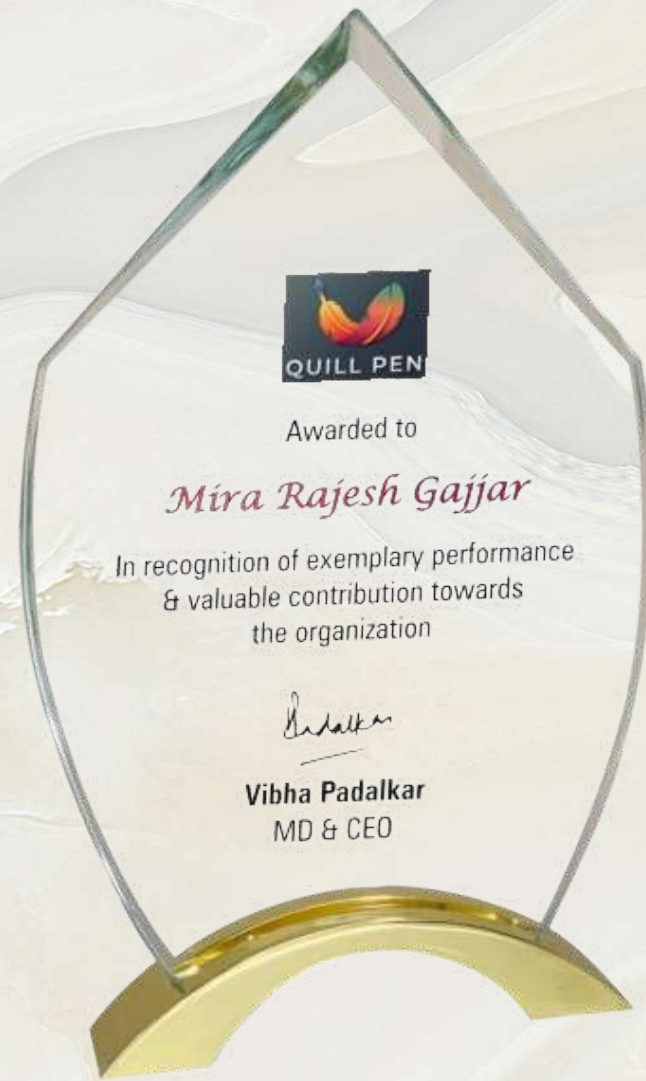 QUILL PEN
Awarded to
Mira Rajesh Gajjar
In recognition of exemplary performance
& valuable contribution towards
the organization
Padalkar
Vibha Padalkar
MD & CEO